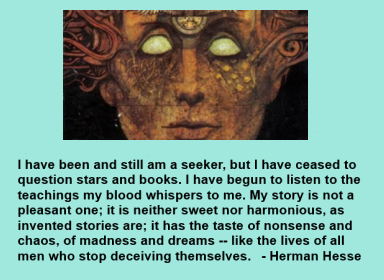 I have been and still am a seeker, but I have ceased to
question stars and books. I have begun to listen to the
teachings my blood whispers to me. My story is not a
pleasant one; it is neither sweet nor harmonious, as
invented stories are; it has the taste of nonsense and
chaos, of madness and dreams -- like the lives of all
men who stop deceiving themselves.   - Herman Hesse